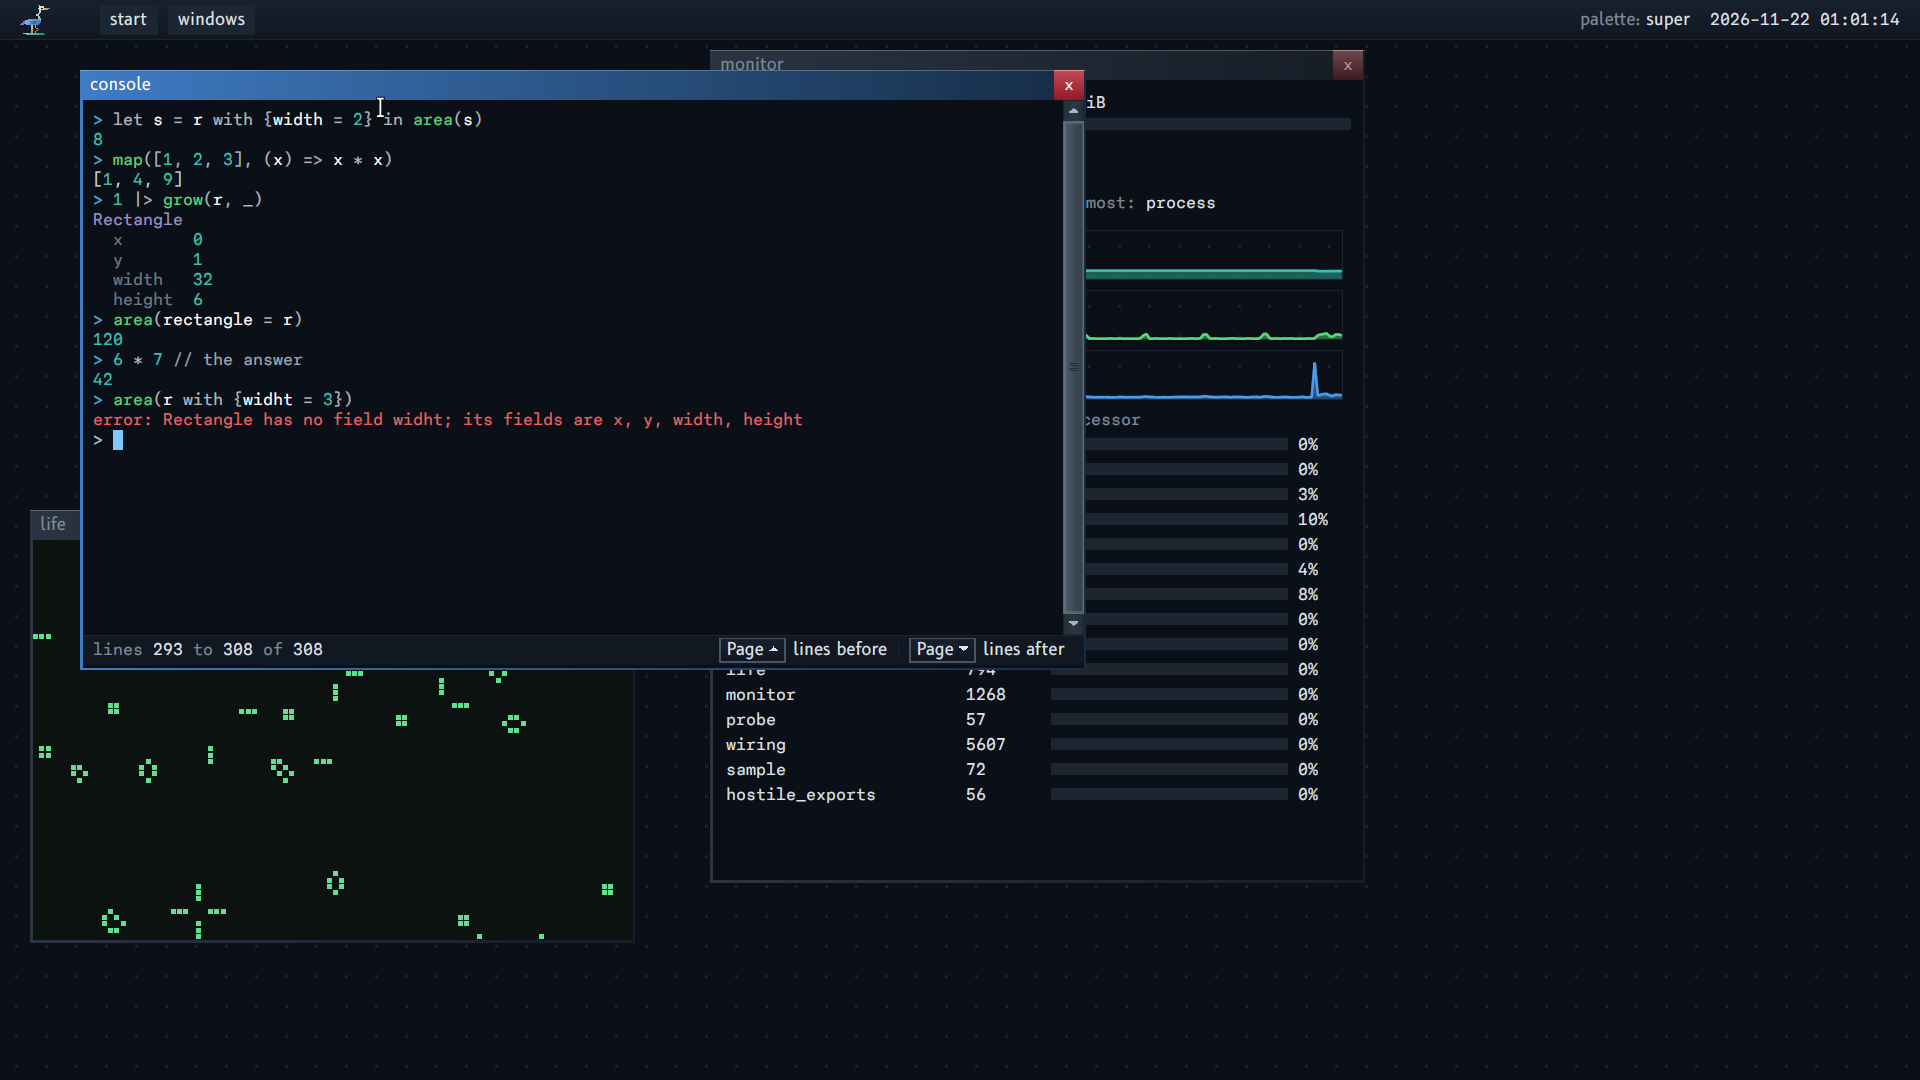 start windows palette: super 2026-11-22 01:01:14
monitor x
console x
> let s = r with {width = 2} in area(s)
8
> map([1, 2, 3], (x) => x * x)
[1, 4, 9]
> 1 |> grow(r, _)
Rectangle
x 0
y 1
width 32
height 6
> area(rectangle = r)
120
> 6 * 7 // the answer
42
> area(r with {widht = 3})
error: Rectangle has no field widht; its fields are x, y, width, height
>
lines 293 to 308 of 308 Page lines before Page lines after
iB
most: process
cessor
0%
0%
3%
10%
0%
4%
8%
0%
0%
life 794 0%
monitor 1268 0%
probe 57 0%
wiring 5607 0%
sample 72 0%
hostile_exports 56 0%
life